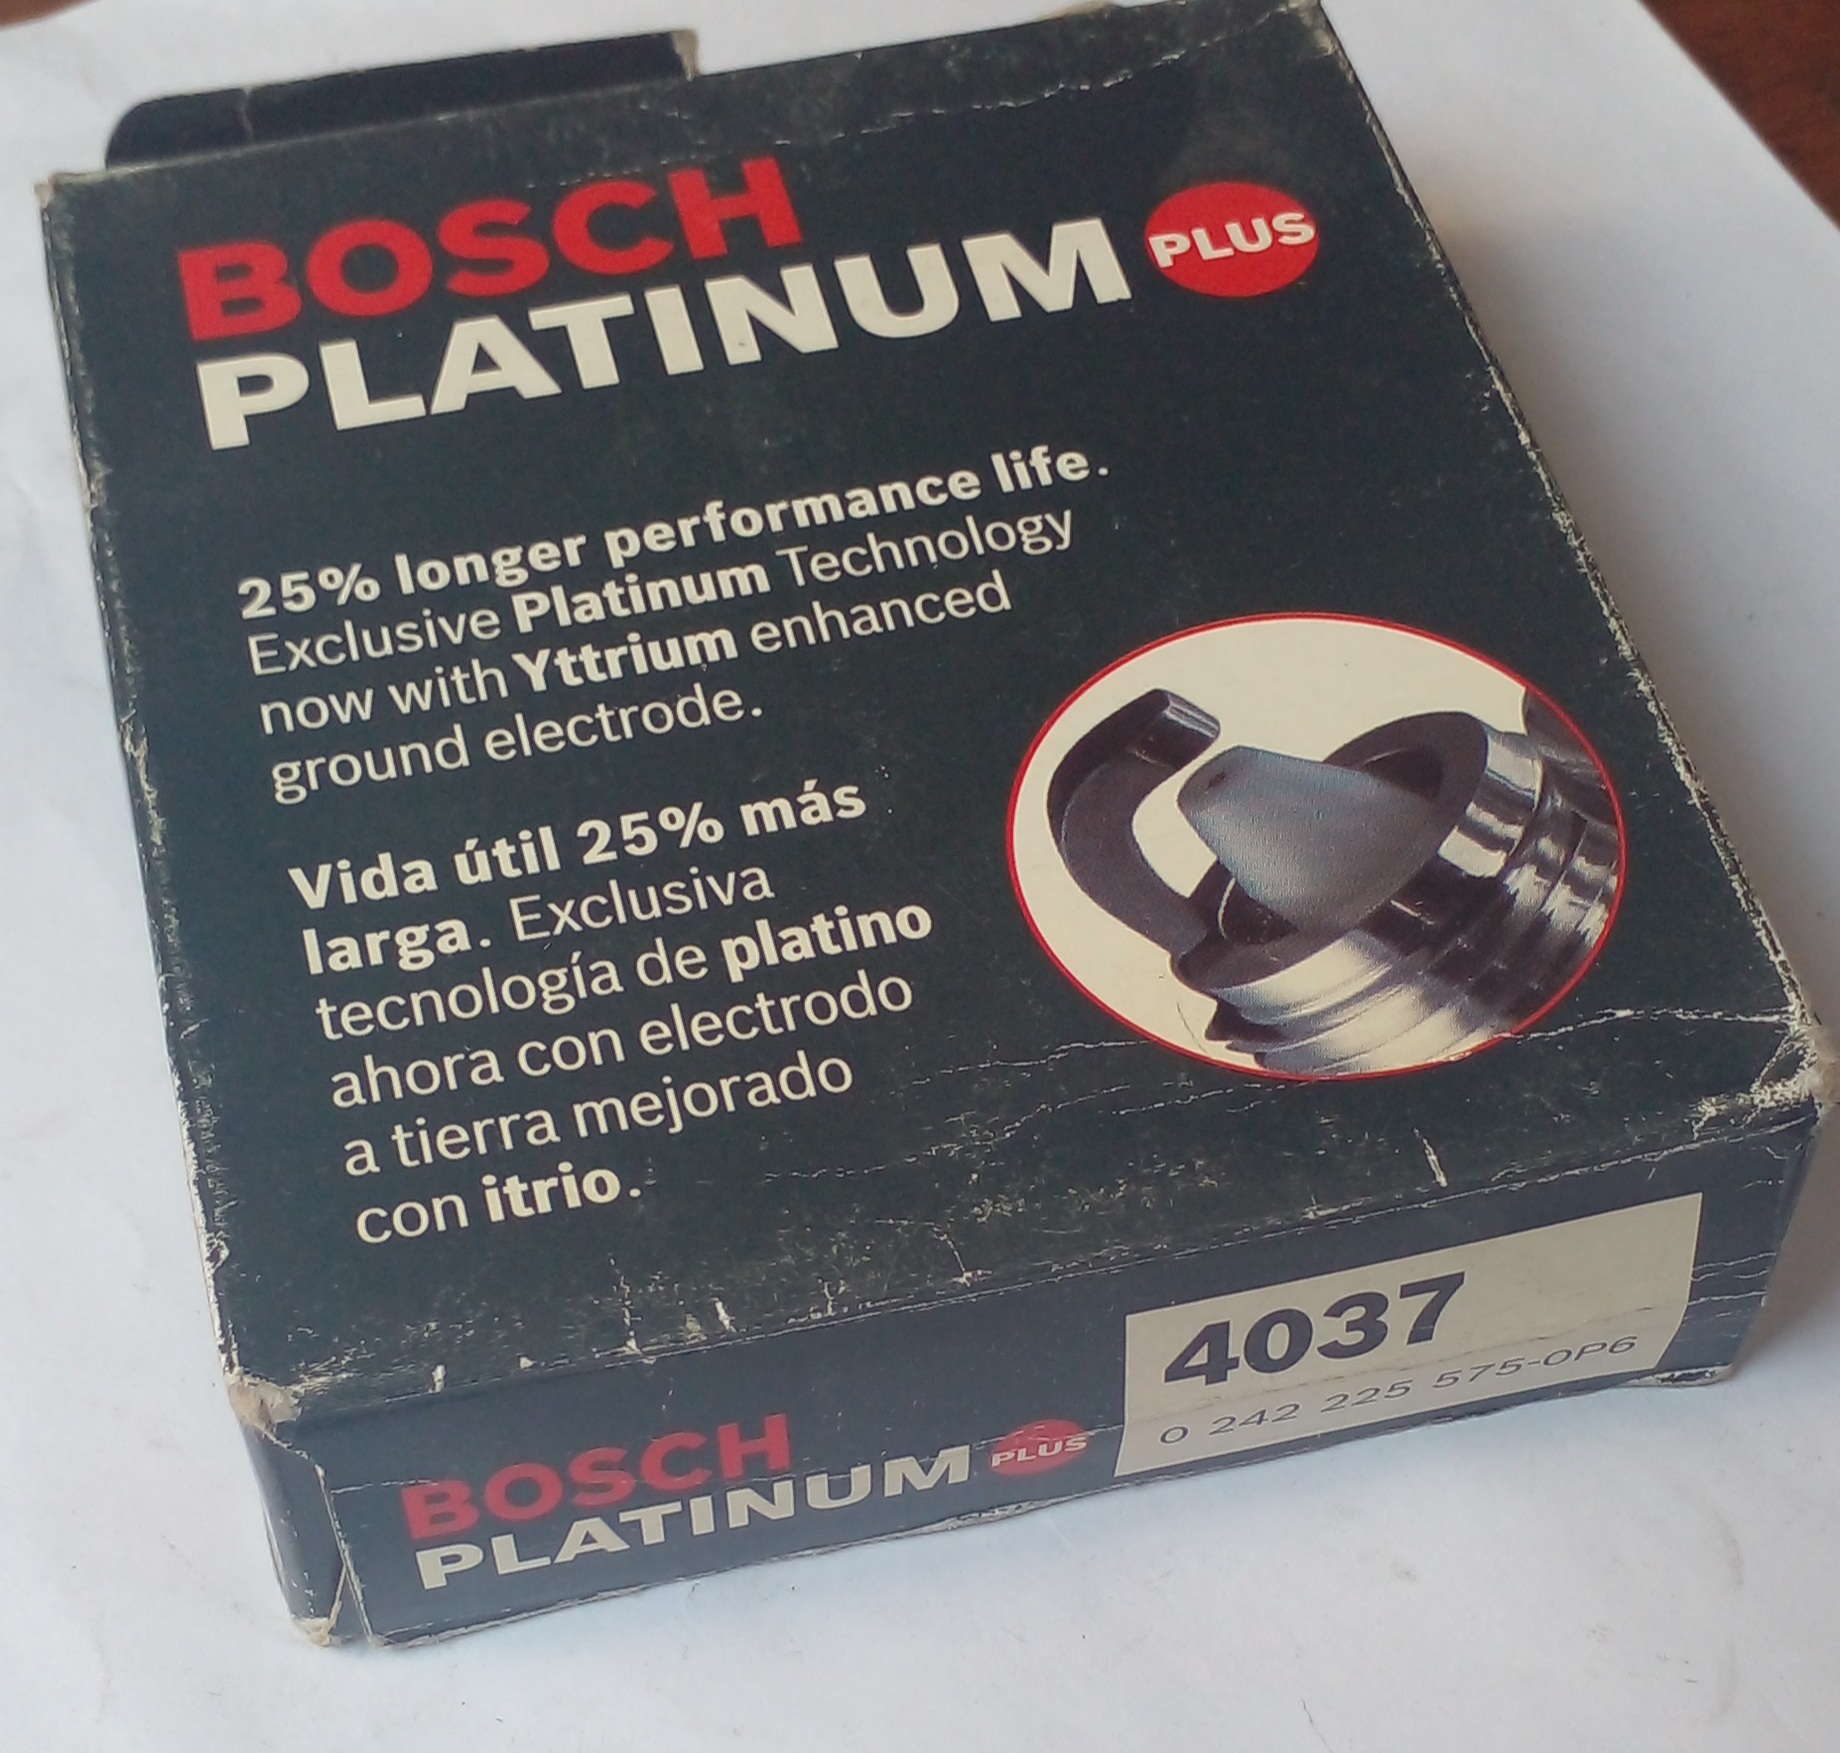 BOSCH
PLATINUM PLUS
25% longer performance life.
Exclusive Platinum Technology
now with Yttrium enhanced
ground electrode.
Vida útil 25% más
larga. Exclusiva
tecnología de platino
ahora con electrodo
a tierra mejorado
con itrio.
4037
0 242 225 575-0P6
BOSCH
PLATINUM PLUS